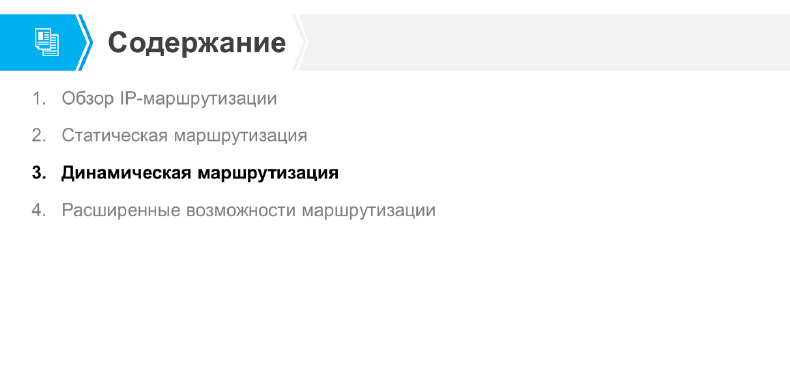 Содержание
1. Обзор IP-маршрутизации
2. Статическая маршрутизация
3. Динамическая маршрутизация
4. Расширенные возможности маршрутизации